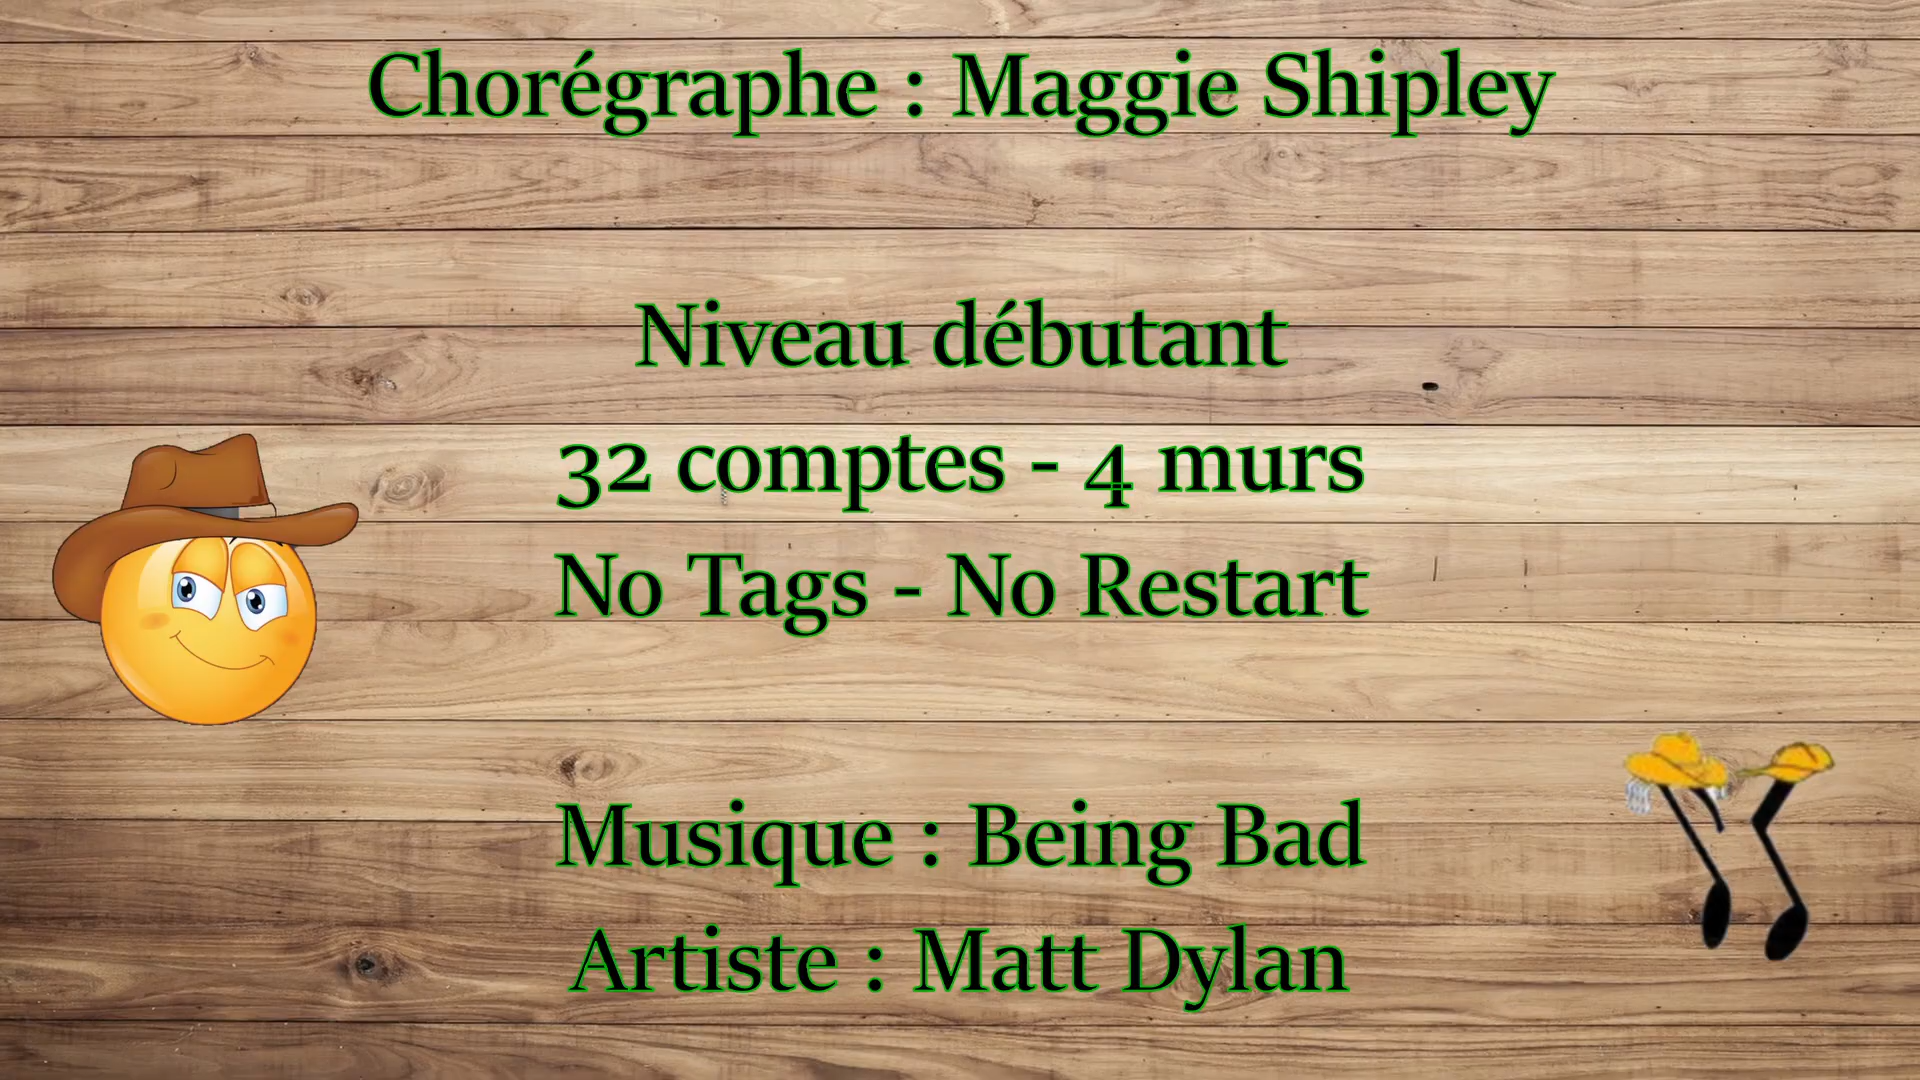 Chorégraphe : Maggie Shipley
Niveau débutant
32 comptes - 4 murs
No Tags - No Restart
Musique : Being Bad
Artiste : Matt Dylan